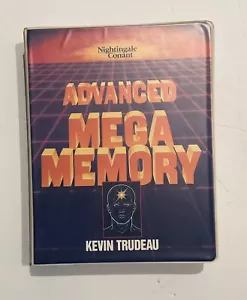 Nightingale
Conant
ADVANCED
MEGA
MEMORY
KEVIN TRUDEAU